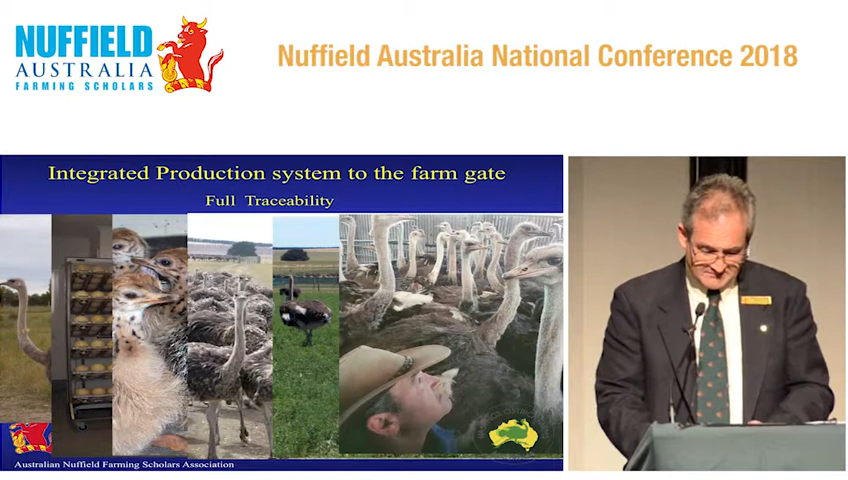 NUFFIELD
AUSTRALIA
FARMING SCHOLARS
Nuffield Australia National Conference 2018
Integrated Production system to the farm gate
Full Traceability
Australian Nuffield Farming Scholars Association